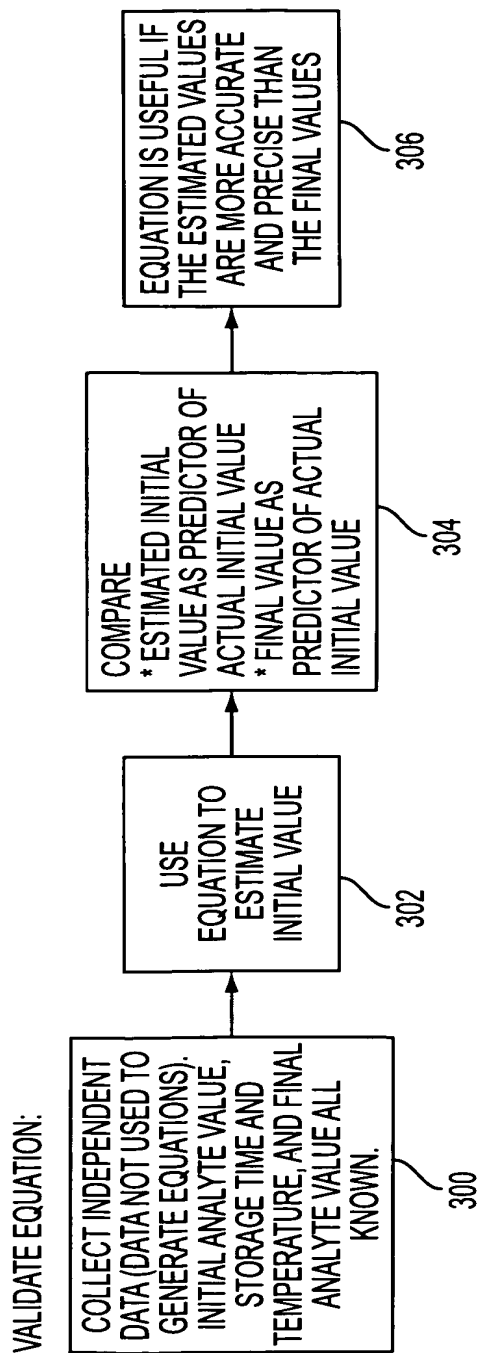 VALIDATE EQUATION:
COLLECT INDEPENDENT
DATA (DATA NOT USED TO
GENERATE EQUATIONS).
INITIAL ANALYTE VALUE,
STORAGE TIME AND
TEMPERATURE, AND FINAL
ANALYTE VALUE ALL
KNOWN.
300
USE
EQUATION TO
ESTIMATE
INITIAL VALUE
302
COMPARE
* ESTIMATED INITIAL
VALUE AS PREDICTOR OF
ACTUAL INITIAL VALUE
* FINAL VALUE AS
PREDICTOR OF ACTUAL
INITIAL VALUE
304
EQUATION IS USEFUL IF
THE ESTIMATED VALUES
ARE MORE ACCURATE
AND PRECISE THAN
THE FINAL VALUES
306